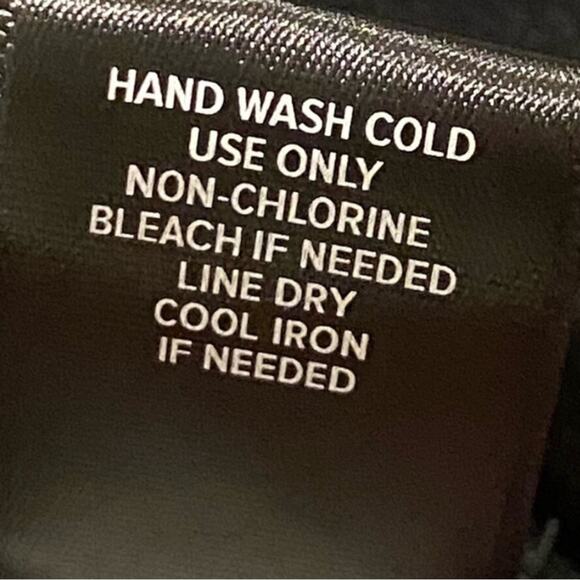 HAND WASH COLD
USE ONLY
NON-CHLORINE
BLEACH IF NEEDED
LINE DRY
COOL IRON
IF NEEDED